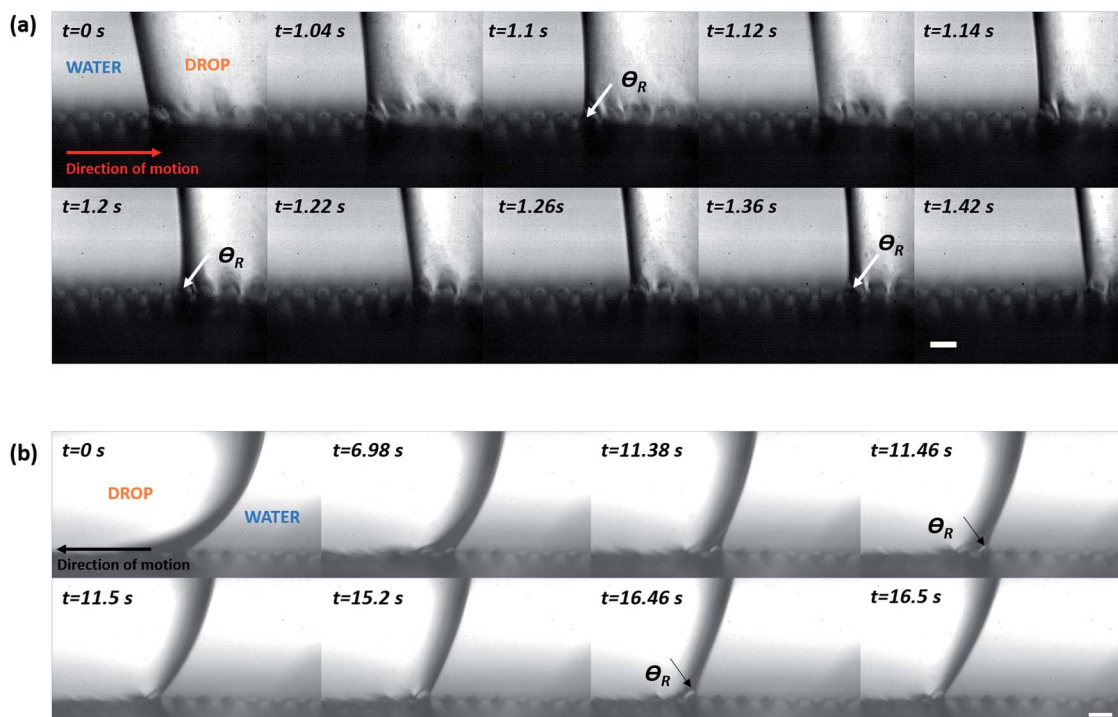 (a)
t=0 s
t=1.04 s
t=1.1 s
t=1.12 s
t=1.14 s
WATER
DROP
ΘR
Direction of motion
t=1.2 s
t=1.22 s
t=1.26s
t=1.36 s
t=1.42 s
ΘR
ΘR
(b)
t=0 s
t=6.98 s
t=11.38 s
t=11.46 s
DROP
WATER
ΘR
Direction of motion
t=11.5 s
t=15.2 s
t=16.46 s
t=16.5 s
ΘR